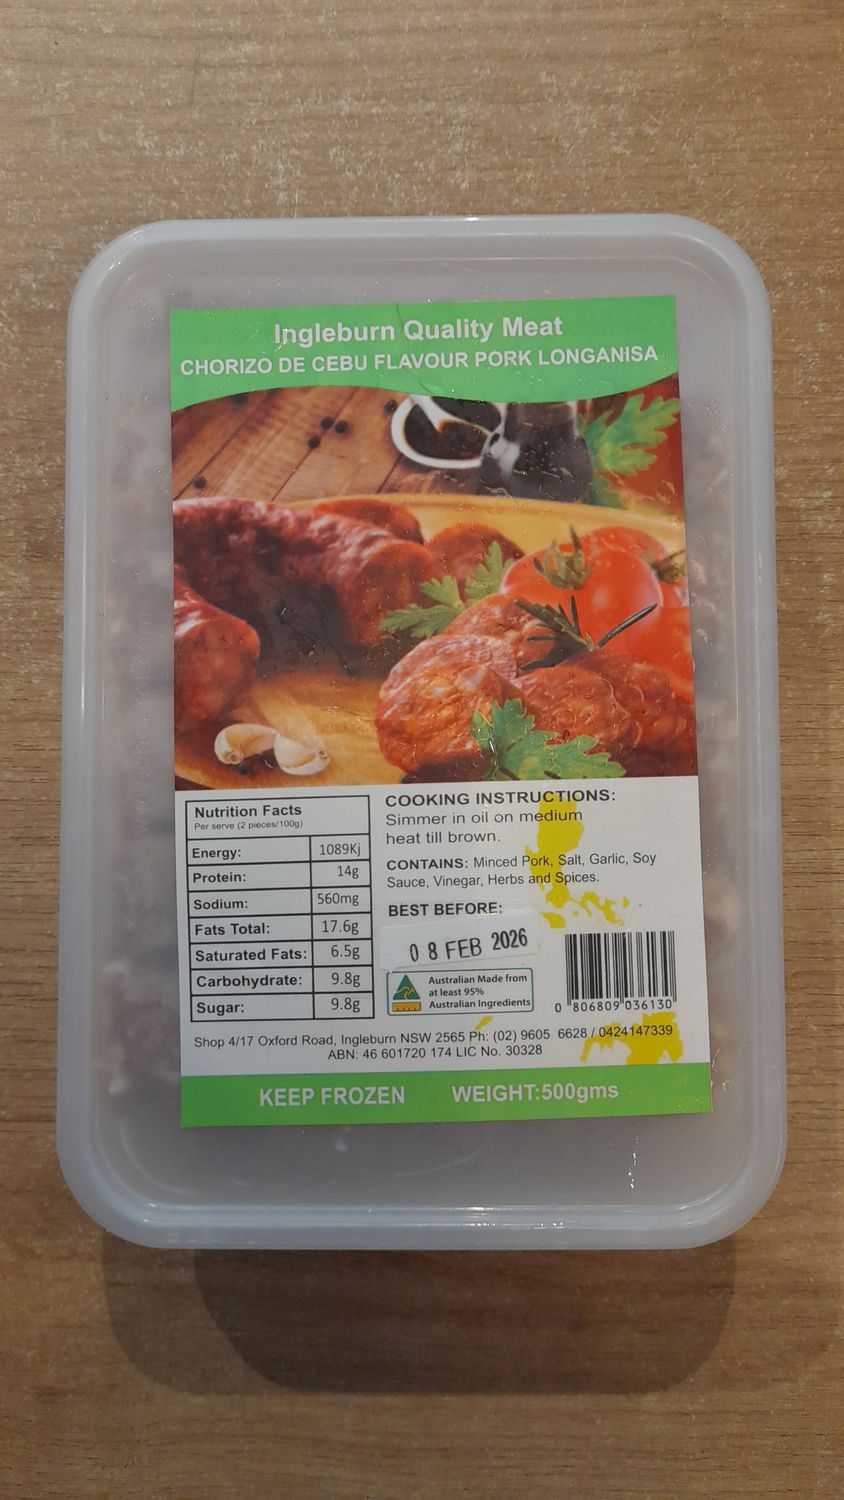 Ingleburn Quality Meat
CHORIZO DE CEBU FLAVOUR PORK LONGANISA
Nutrition Facts
Per serve (2 pieces/100g)
Energy: 1089Kj
Protein: 14g
Sodium: 560mg
Fats Total: 17.6g
Saturated Fats: 6.5g
Carbohydrate: 9.8g
Sugar: 9.8g
COOKING INSTRUCTIONS:
Simmer in oil on medium
heat till brown.
CONTAINS: Minced Pork, Salt, Garlic, Soy
Sauce, Vinegar, Herbs and Spices.
BEST BEFORE:
08 FEB 2026
Australian Made from
at least 95%
Australian Ingredients
0 806809 036130
Shop 4/17 Oxford Road, Ingleburn NSW 2565 Ph: (02) 9605 6628 / 0424147339
ABN: 46 601720 174 LIC No. 30328
KEEP FROZEN WEIGHT:500gms